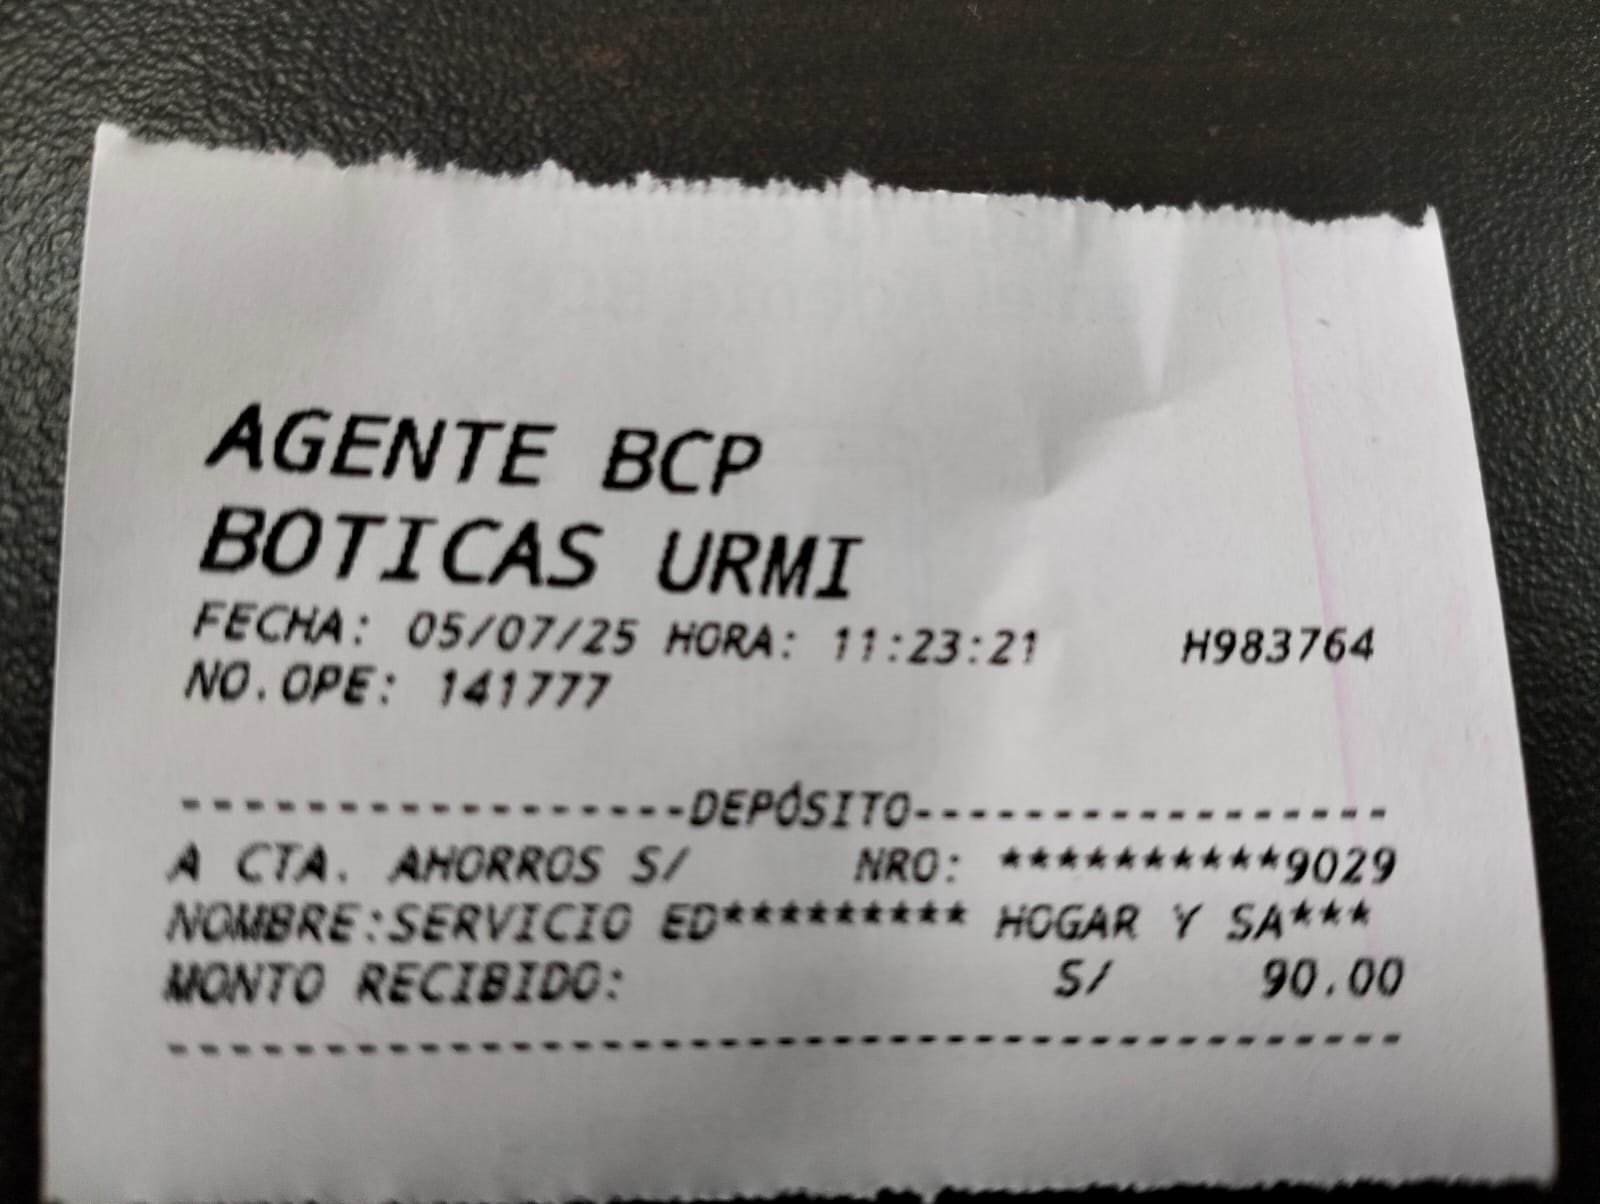 AGENTE BCP
BOTICAS URMI
FECHA: 05/07/25 HORA: 11:23:21 H983764
NO.OPE: 141777
------------------DEPÓSITO-----------------
A CTA. AHORROS S/ NRO: **********9029
NOMBRE:SERVICIO ED********* HOGAR Y SA***
MONTO RECIBIDO: S/ 90.00
-------------------------------------------